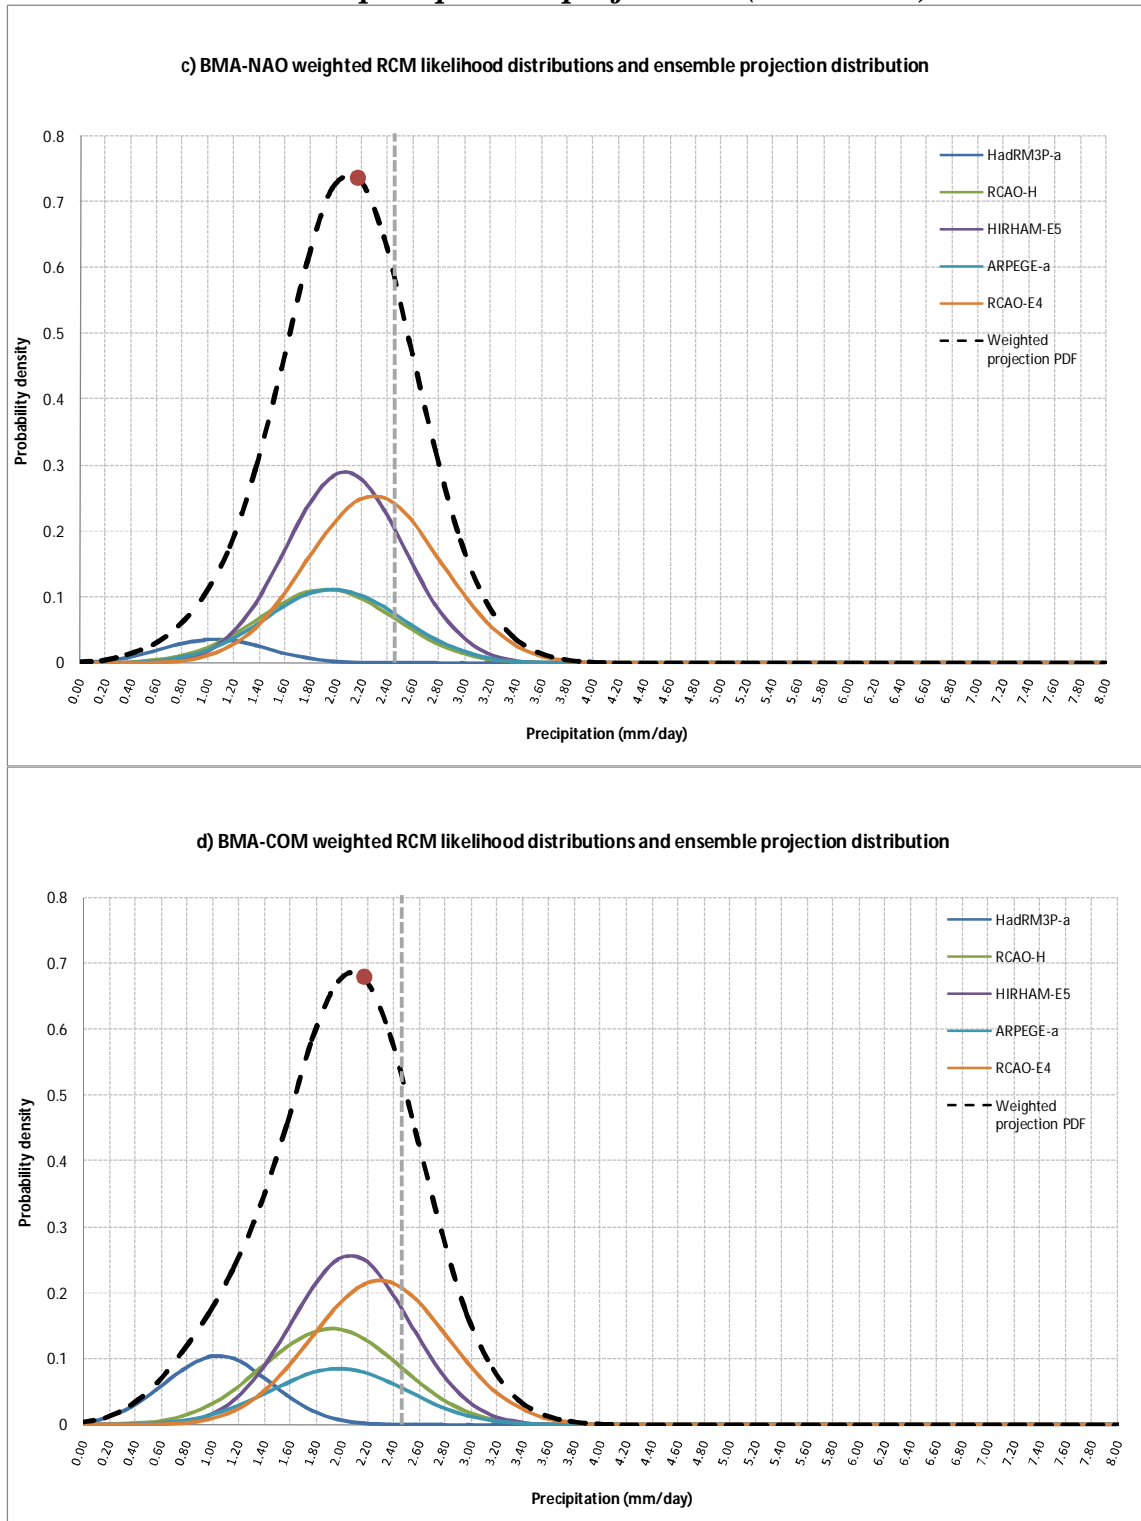 c) BMA-NAO weighted RCM likelihood distributions and ensemble projection distribution
0.8
0.7
0.6
0.5
0.4
0.3
0.2
0.1
0
Probability density
HadRM3P-a
RCAO-H
HIRHAM-E5
ARPEGE-a
RCAO-E4
Weighted
projection PDF
0.00 0.20 0.40 0.60 0.80 1.00 1.20 1.40 1.60 1.80 2.00 2.20 2.40 2.60 2.80 3.00 3.20 3.40 3.60 3.80 4.00 4.20 4.40 4.60 4.80 5.00 5.20 5.40 5.60 5.80 6.00 6.20 6.40 6.60 6.80 7.00 7.20 7.40 7.60 7.80 8.00
Precipitation (mm/day)
d) BMA-COM weighted RCM likelihood distributions and ensemble projection distribution
0.8
0.7
0.6
0.5
0.4
0.3
0.2
0.1
0
Probability density
HadRM3P-a
RCAO-H
HIRHAM-E5
ARPEGE-a
RCAO-E4
Weighted
projection PDF
0.00 0.20 0.40 0.60 0.80 1.00 1.20 1.40 1.60 1.80 2.00 2.20 2.40 2.60 2.80 3.00 3.20 3.40 3.60 3.80 4.00 4.20 4.40 4.60 4.80 5.00 5.20 5.40 5.60 5.80 6.00 6.20 6.40 6.60 6.80 7.00 7.20 7.40 7.60 7.80 8.00
Precipitation (mm/day)